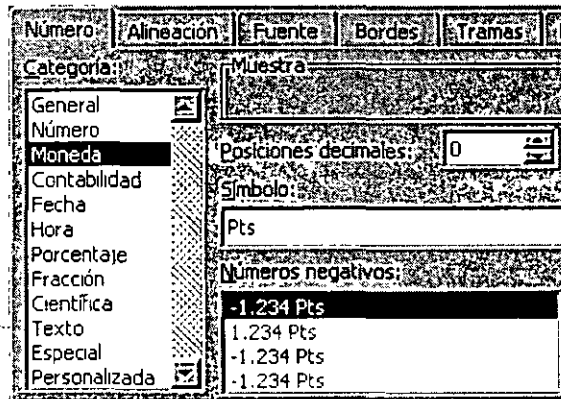 Número Alineación Fuente Bordes Tramas
Categoría:
General
Número
Moneda
Contabilidad
Fecha
Hora
Porcentaje
Fracción
Científica
Texto
Especial
Personalizada
Muestra
Posiciones decimales: 0
Símbolo:
Pts
Números negativos:
-1.234 Pts
1.234 Pts
-1.234 Pts
-1.234 Pts